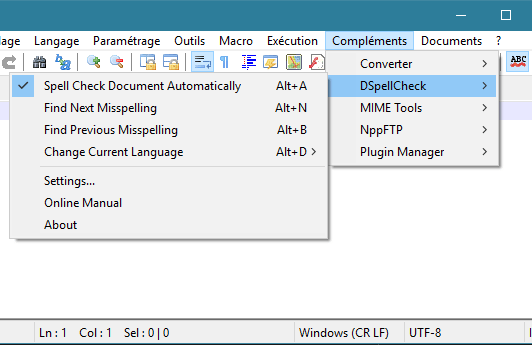 lage Langage Paramétrage Outils Macro Exécution Compléments Documents ?
ABC
Converter
DSpellCheck
MIME Tools
NppFTP
Plugin Manager
Spell Check Document Automatically Alt+A
Find Next Misspelling Alt+N
Find Previous Misspelling Alt+B
Change Current Language Alt+D
Settings...
Online Manual
About
Ln : 1 Col : 1 Sel : 0 | 0 Windows (CR LF) UTF-8